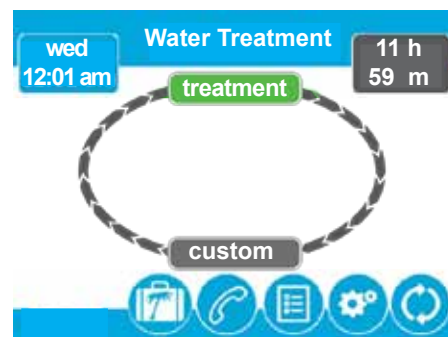 Water Treatment
wed
12:01 am
11 h
59 m
treatment
custom